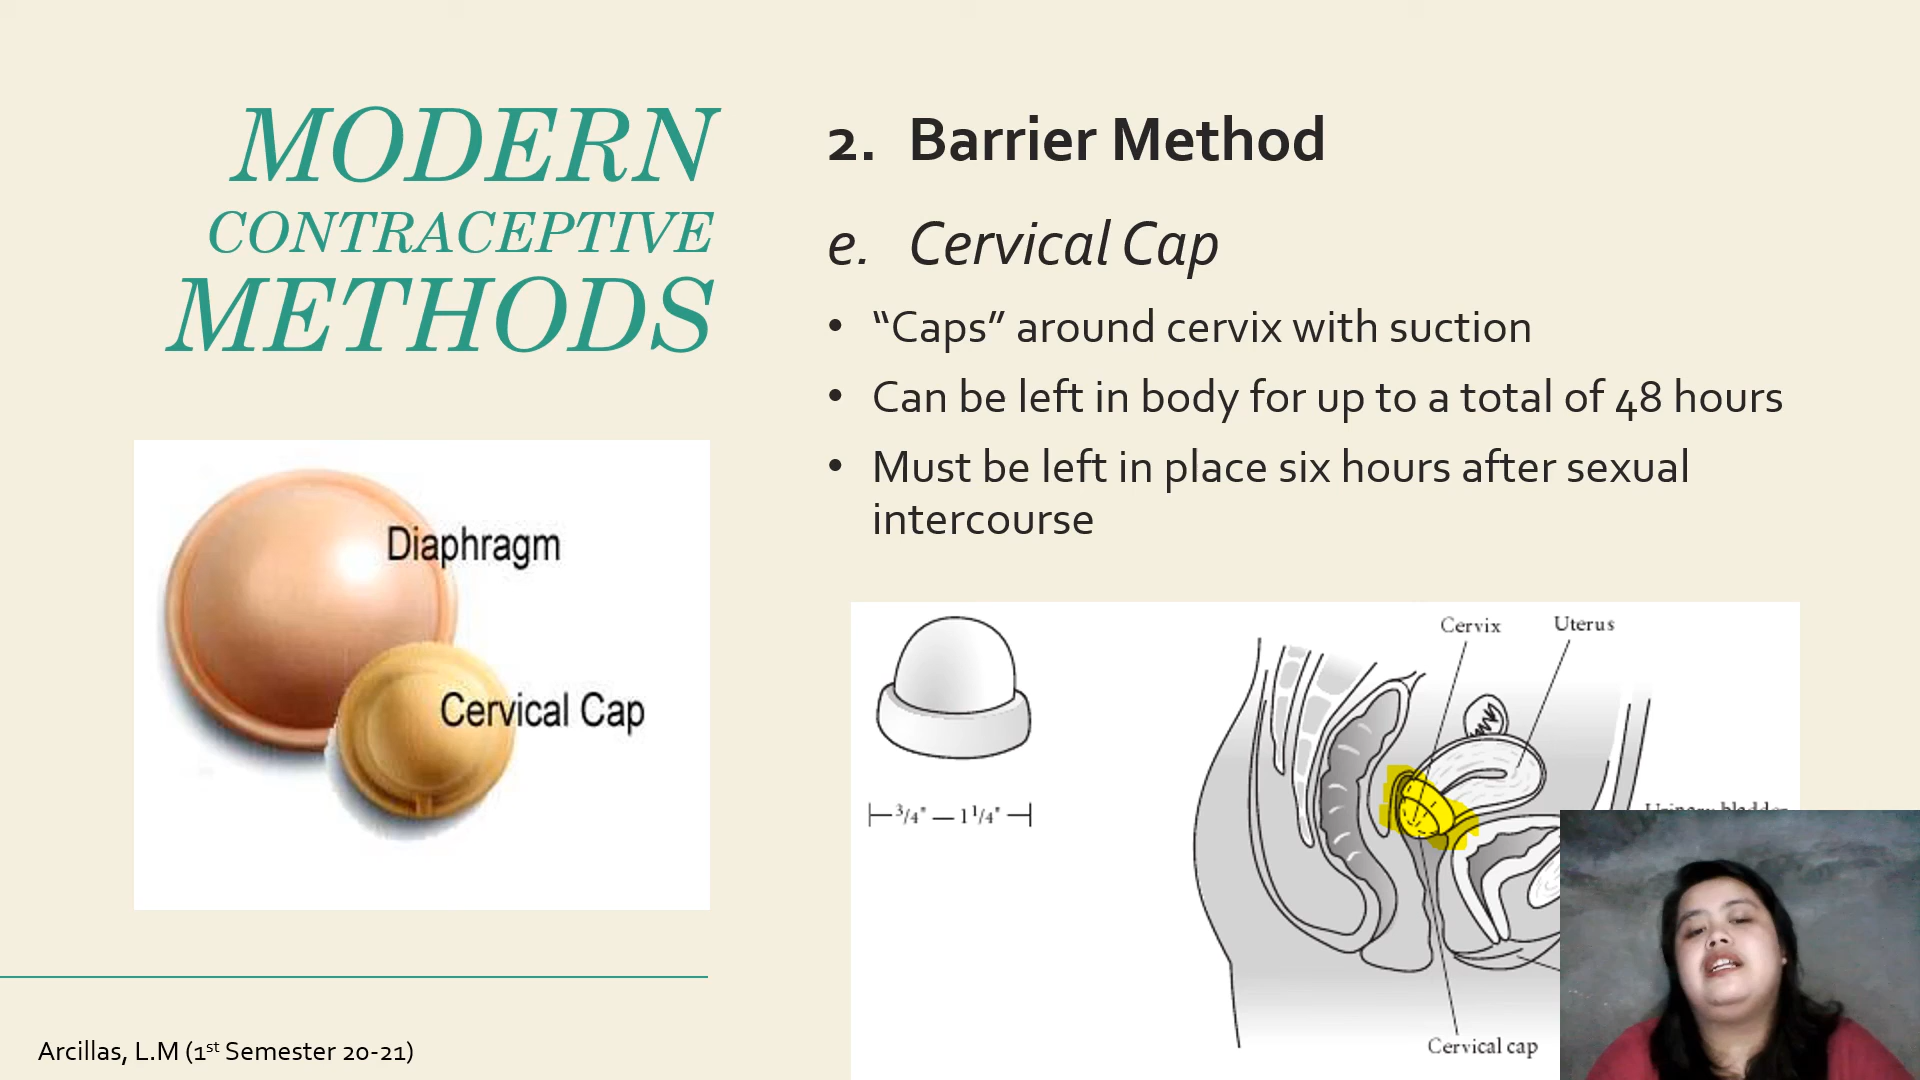 MODERN
CONTRACEPTIVE
METHODS
2. Barrier Method
e. Cervical Cap
• “Caps” around cervix with suction
• Can be left in body for up to a total of 48 hours
• Must be left in place six hours after sexual
intercourse
Diaphragm
Cervical Cap
Cervix
Uterus
3/4" — 1 1/4"
Urinary bladder
Cervical cap
Arcillas, L.M (1st Semester 20-21)